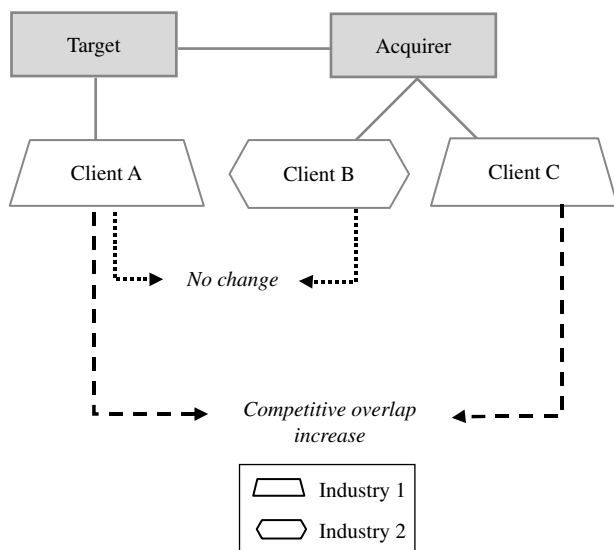 Target
Acquirer
Client A
Client B
Client C
No change
Competitive overlap
increase
Industry 1
Industry 2